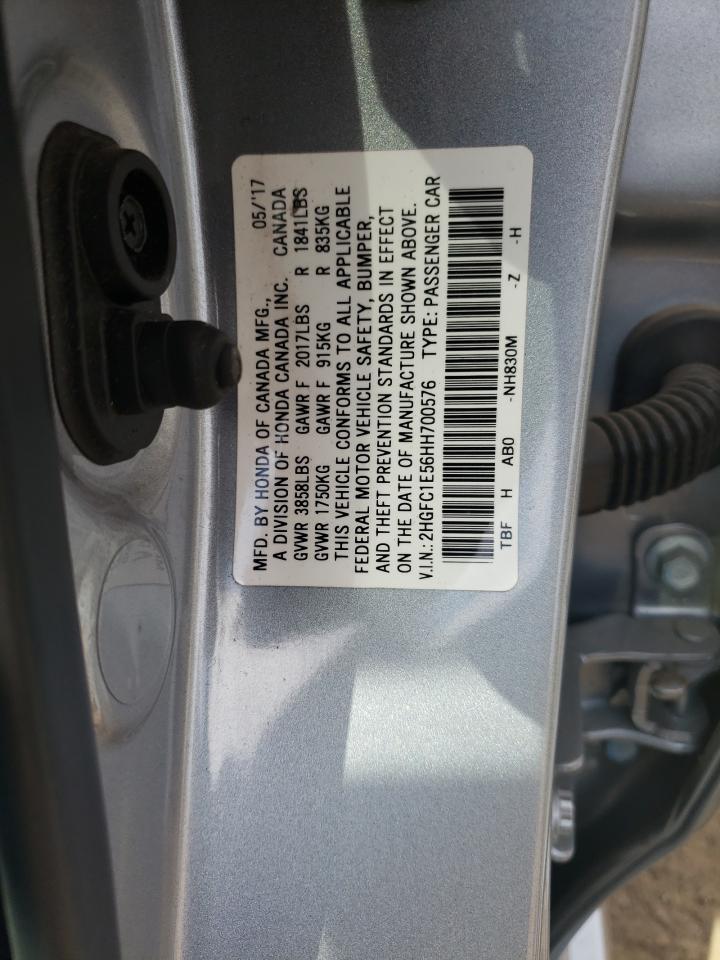 MFD. BY HONDA OF CANADA MFG., 05/'17
A DIVISION OF HONDA CANADA INC. CANADA
GVWR 3858LBS GAWR F 2017LBS R 1841LBS
GVWR 1750KG GAWR F 915KG R 835KG
THIS VEHICLE CONFORMS TO ALL APPLICABLE
FEDERAL MOTOR VEHICLE SAFETY, BUMPER,
AND THEFT PREVENTION STANDARDS IN EFFECT
ON THE DATE OF MANUFACTURE SHOWN ABOVE.
V.I.N.: 2HGFC1E56HH700576 TYPE: PASSENGER CAR
TBF H AB0 -NH830M -Z -H